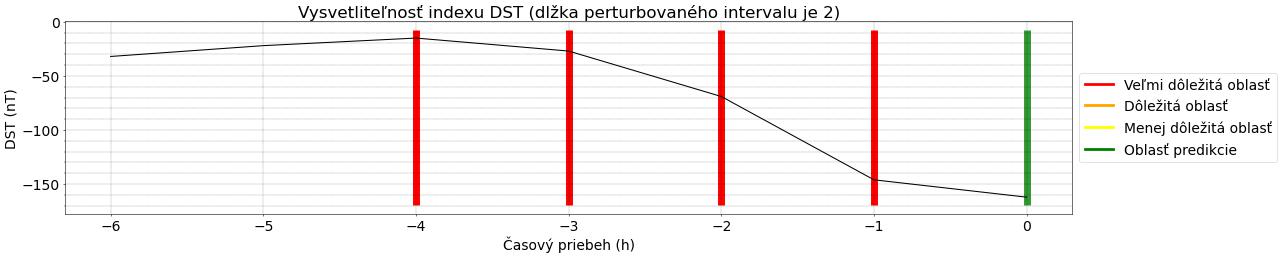 Vysvetliteľnosť indexu DST (dlžka perturbovaného intervalu je 2)
0
−50
−100
−150
DST (nT)
−6 −5 −4 −3 −2 −1 0
Časový priebeh (h)
Veľmi dôležitá oblasť
Dôležitá oblasť
Menej dôležitá oblasť
Oblasť predikcie